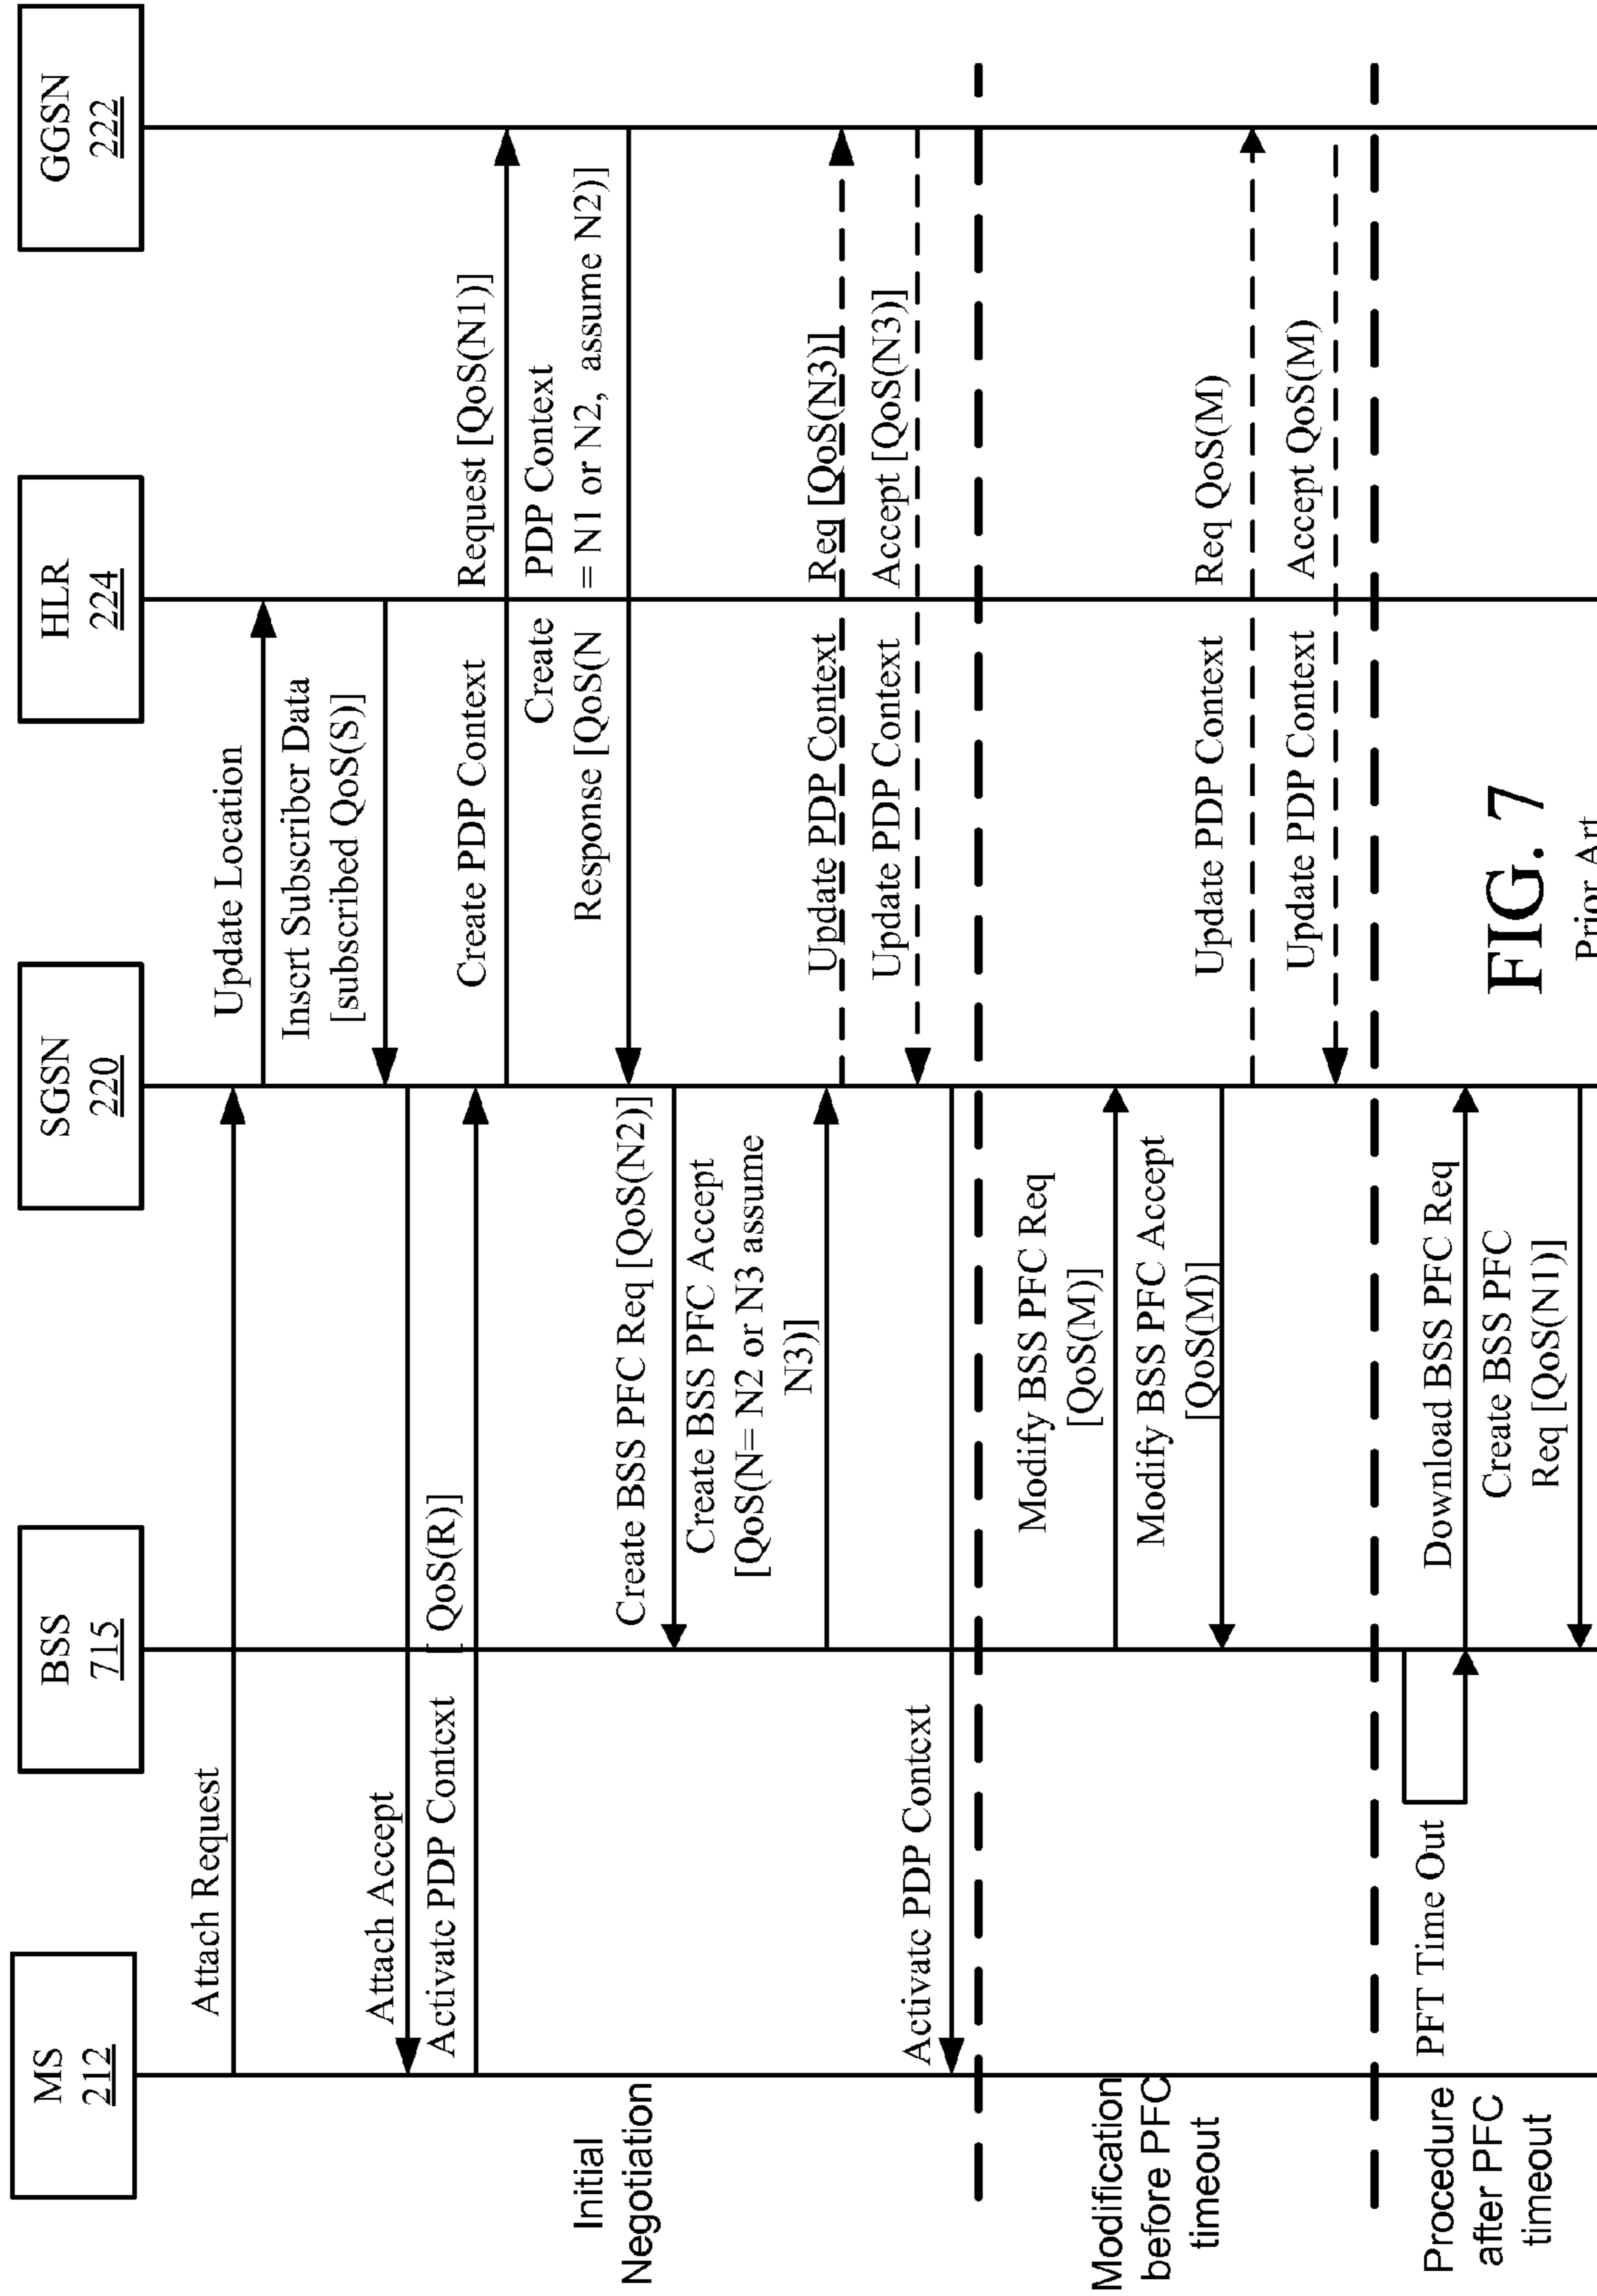 MS
212
BSS
715
SGSN
220
HLR
224
GGSN
222
Attach Request
Update Location
Insert Subscriber Data
[subscribed QoS(S)]
Attach Accept
Activate PDP Context [ QoS(R)]
Create PDP Context Request [QoS(N1)]
Create PDP Context
Response [QoS(N = N1 or N2, assume N2)]
Create BSS PFC Req [QoS(N2)]
Create BSS PFC Accept
[QoS(N= N2 or N3 assume
N3)]
Update PDP Context Req [QoS(N3)]
Update PDP Context Accept [QoS(N3)]
Activate PDP Context
Initial
Negotiation
Modify BSS PFC Req
[QoS(M)]
Modify BSS PFC Accept
[QoS(M)]
Update PDP Context Req QoS(M)
Update PDP Context Accept QoS(M)
Modification
before PFC
timeout
PFT Time Out
Download BSS PFC Req
Create BSS PFC
Req [QoS(N1)]
Procedure
after PFC
timeout
FIG. 7
Prior Art